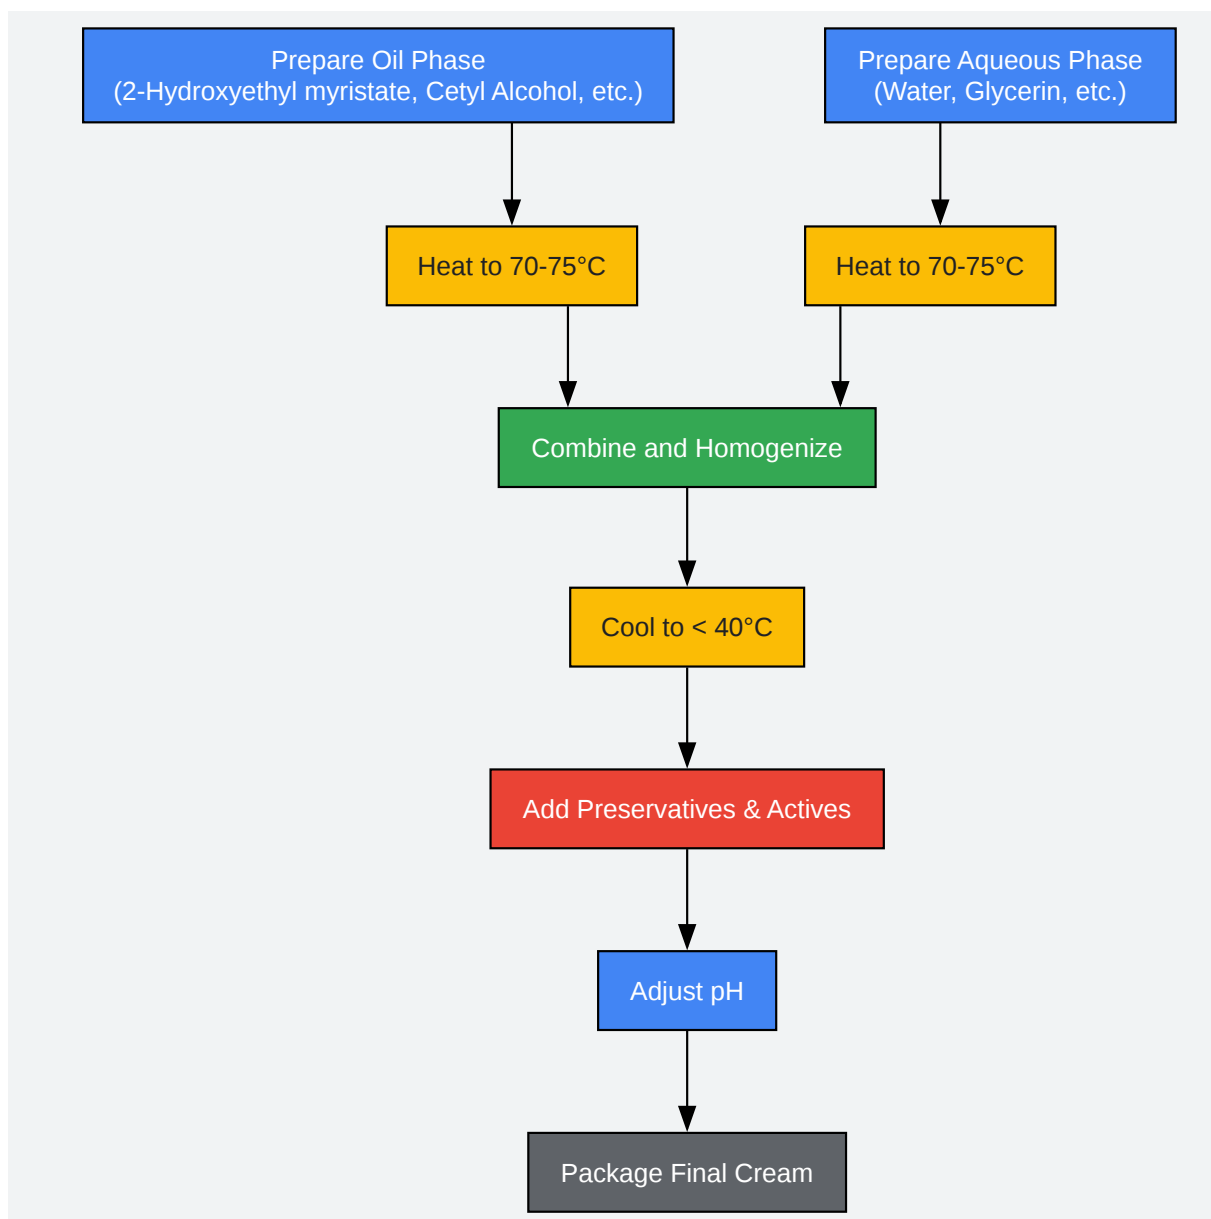 Prepare Oil Phase
(2-Hydroxyethyl myristate, Cetyl Alcohol, etc.)
Prepare Aqueous Phase
(Water, Glycerin, etc.)
Heat to 70-75°C
Heat to 70-75°C
Combine and Homogenize
Cool to < 40°C
Add Preservatives & Actives
Adjust pH
Package Final Cream